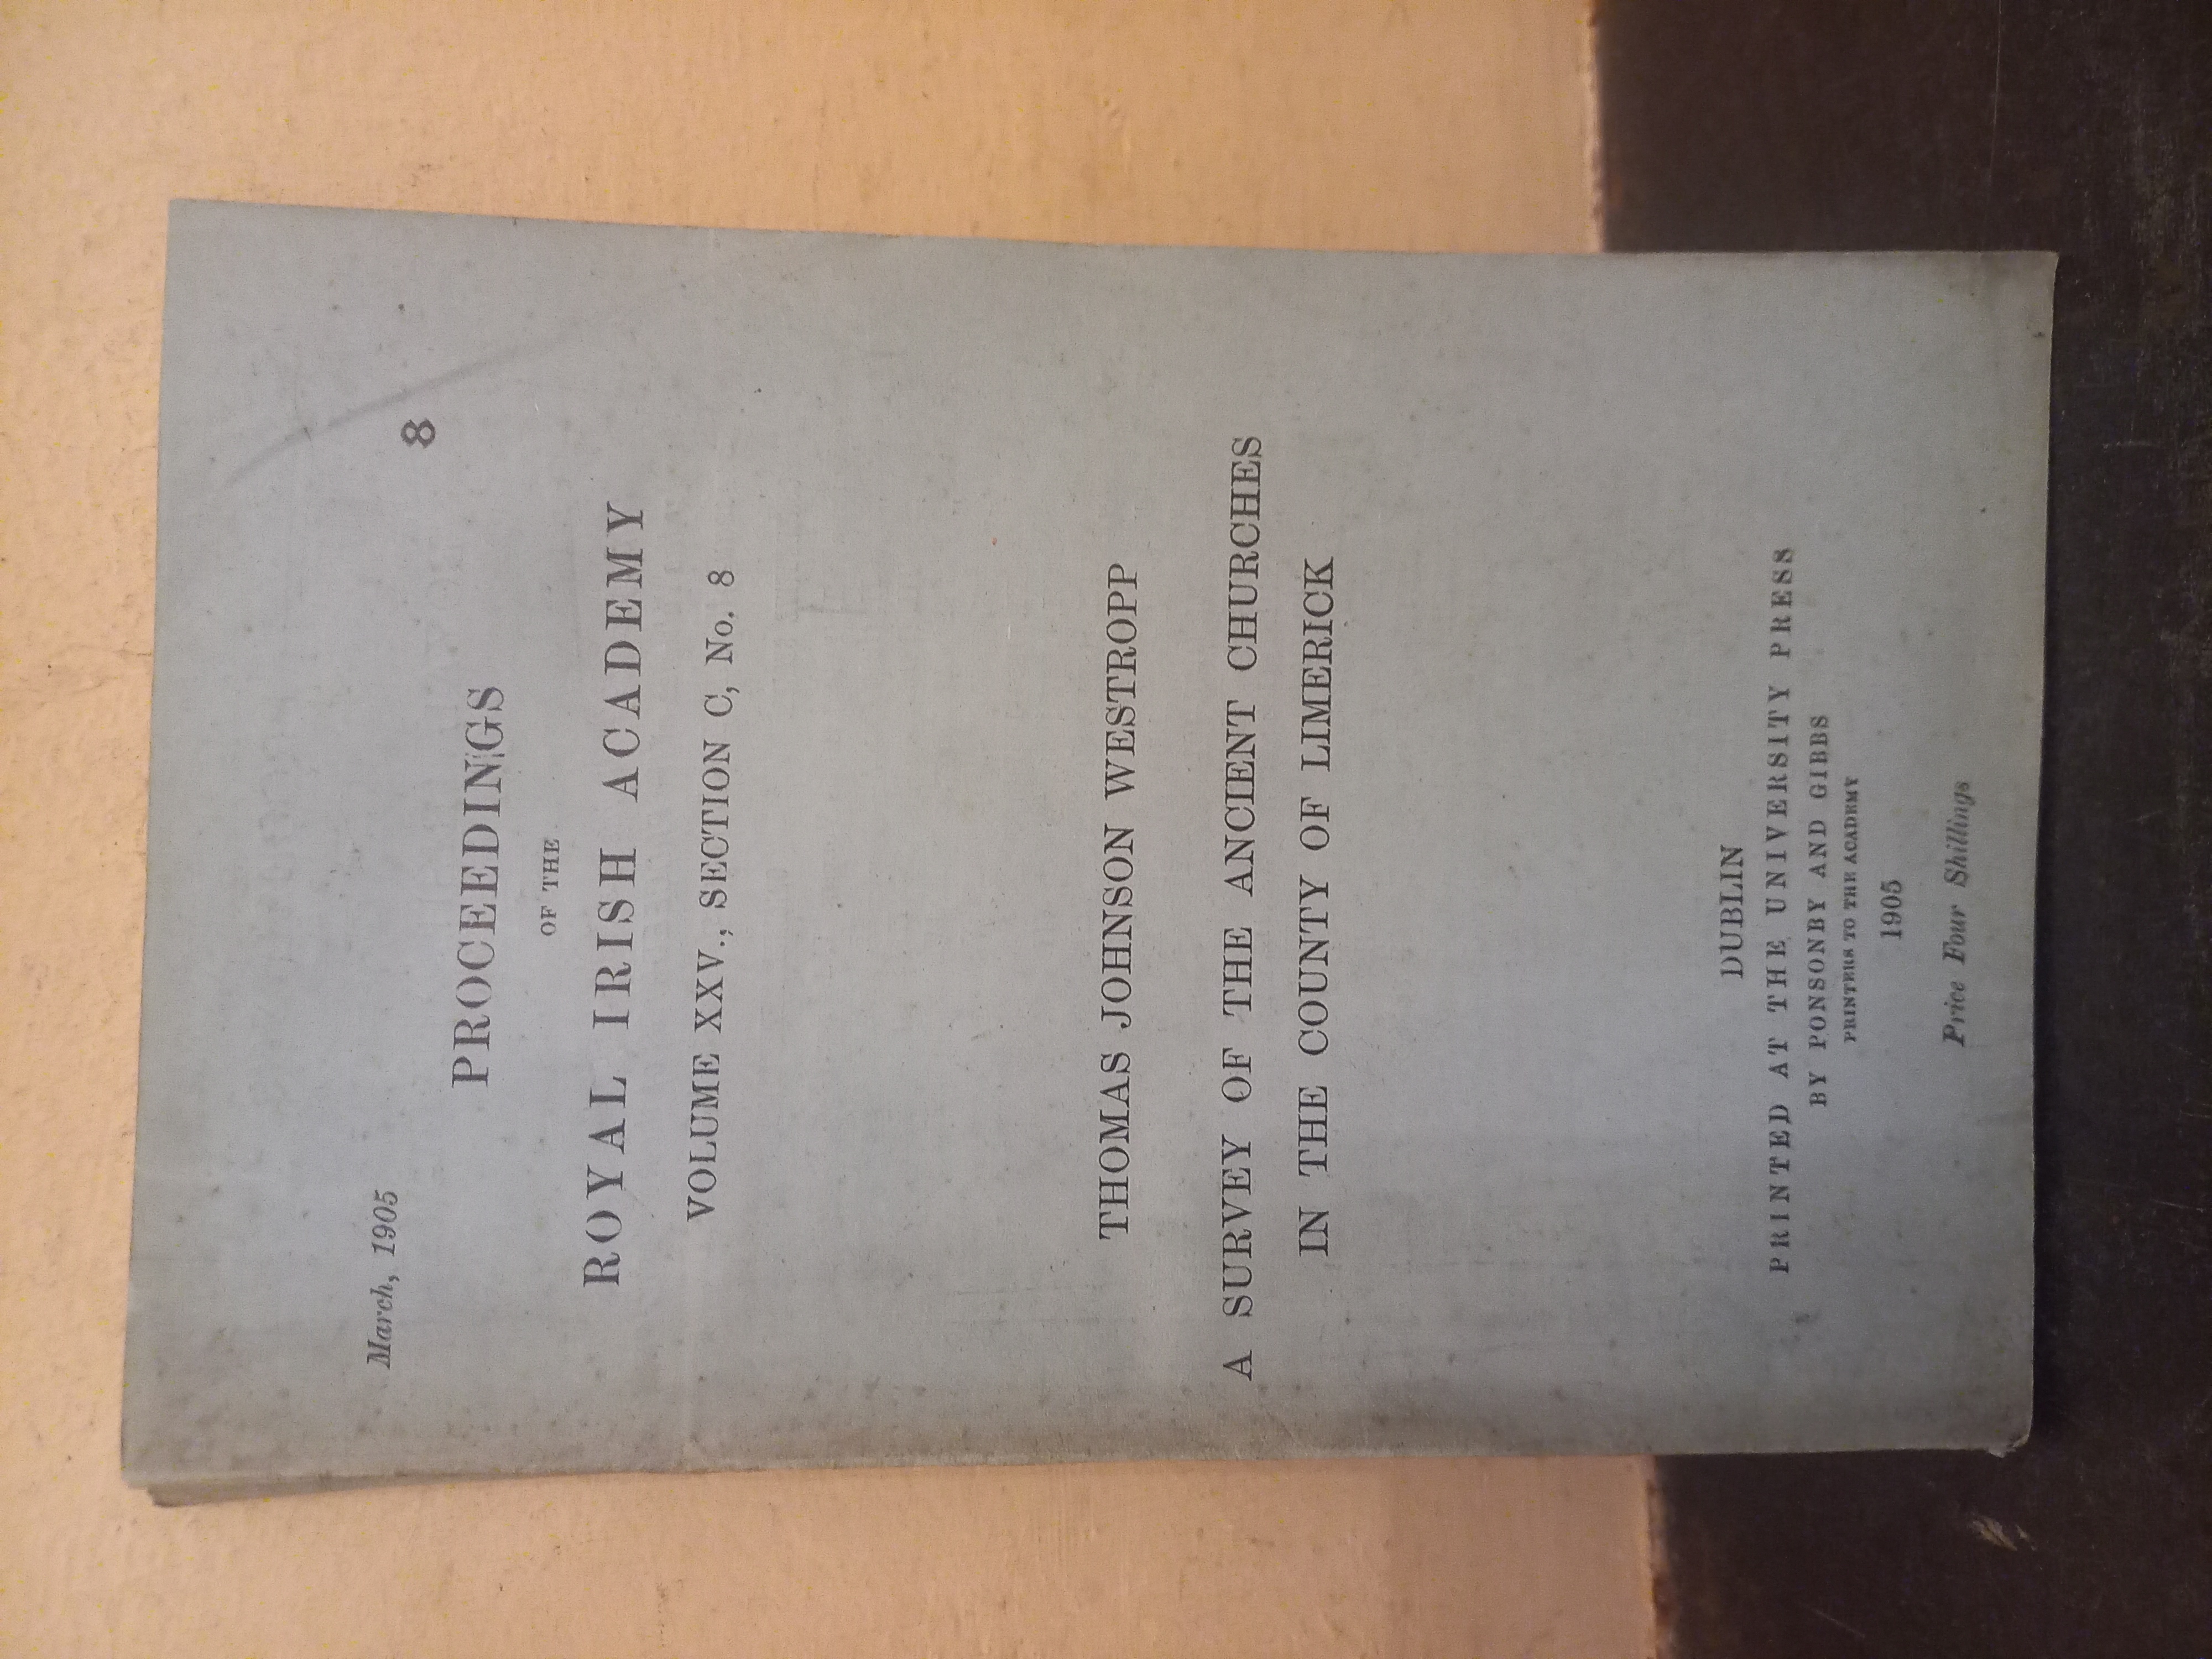 March, 1905
8
PROCEEDINGS
OF THE
ROYAL IRISH ACADEMY
VOLUME XXV., SECTION C, No. 8
THOMAS JOHNSON WESTROPP
A SURVEY OF THE ANCIENT CHURCHES
IN THE COUNTY OF LIMERICK
DUBLIN
PRINTED AT THE UNIVERSITY PRESS
BY PONSONBY AND GIBBS
PRINTERS TO THE ACADEMY
1905
Price Four Shillings